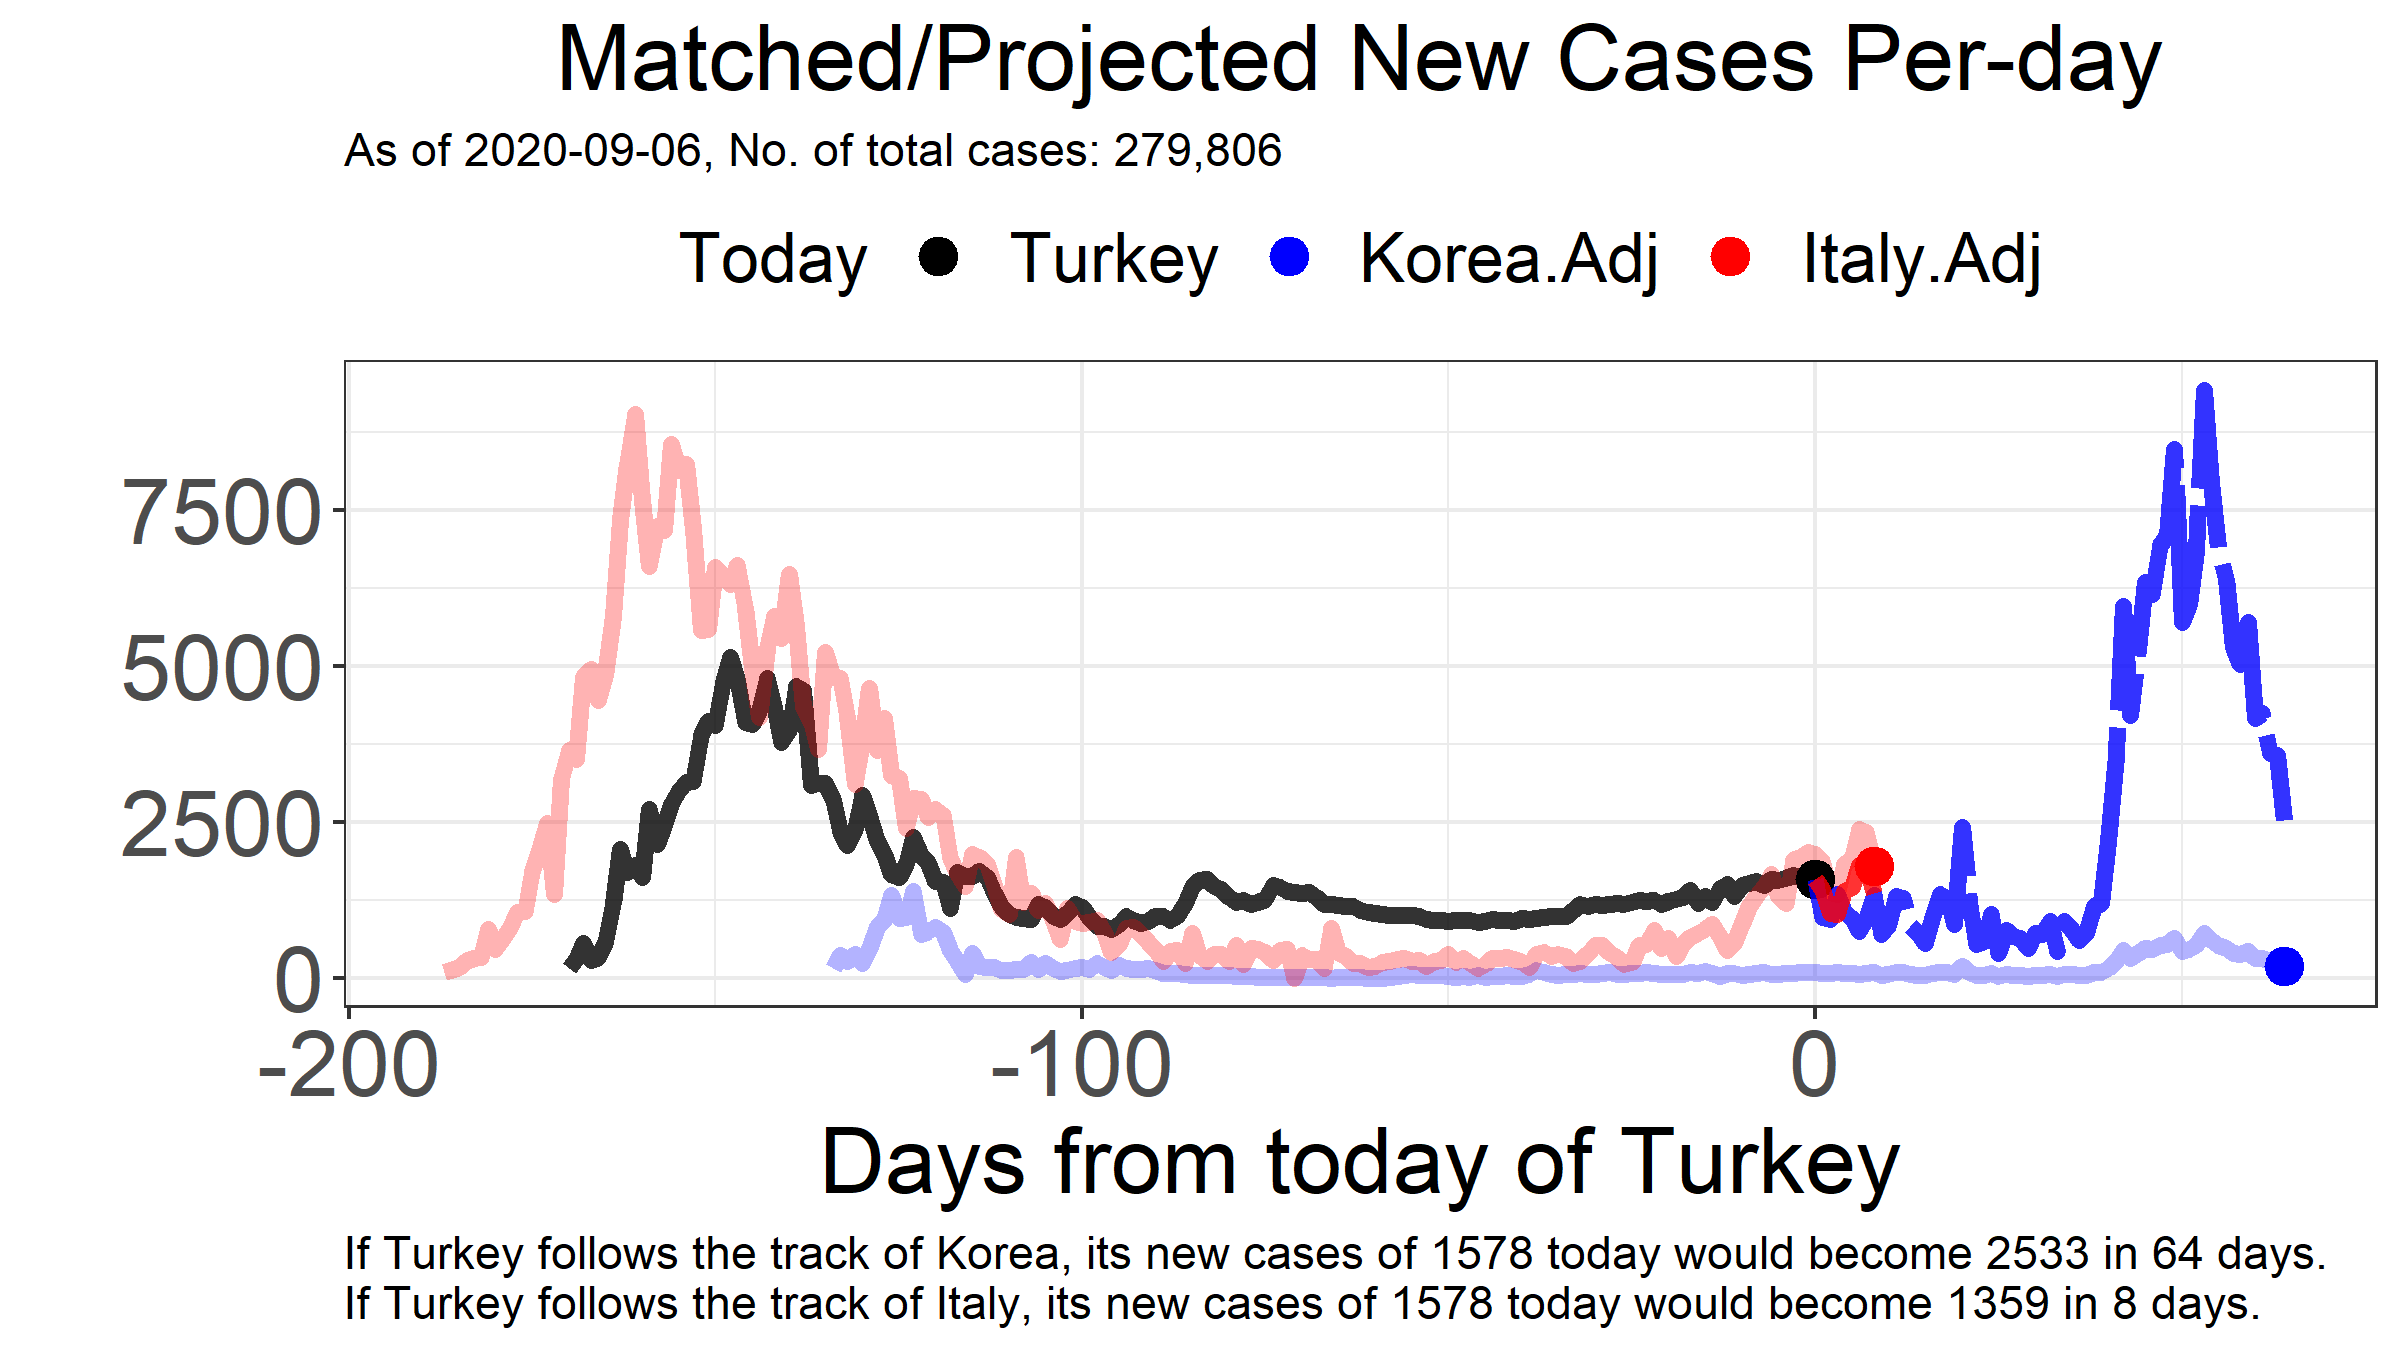 Matched/Projected New Cases Per-day
As of 2020-09-06, No. of total cases: 279,806
Today Turkey Korea.Adj Italy.Adj
7500
5000
2500
0
-200 -100 0
Days from today of Turkey
If Turkey follows the track of Korea, its new cases of 1578 today would become 2533 in 64 days.
If Turkey follows the track of Italy, its new cases of 1578 today would become 1359 in 8 days.